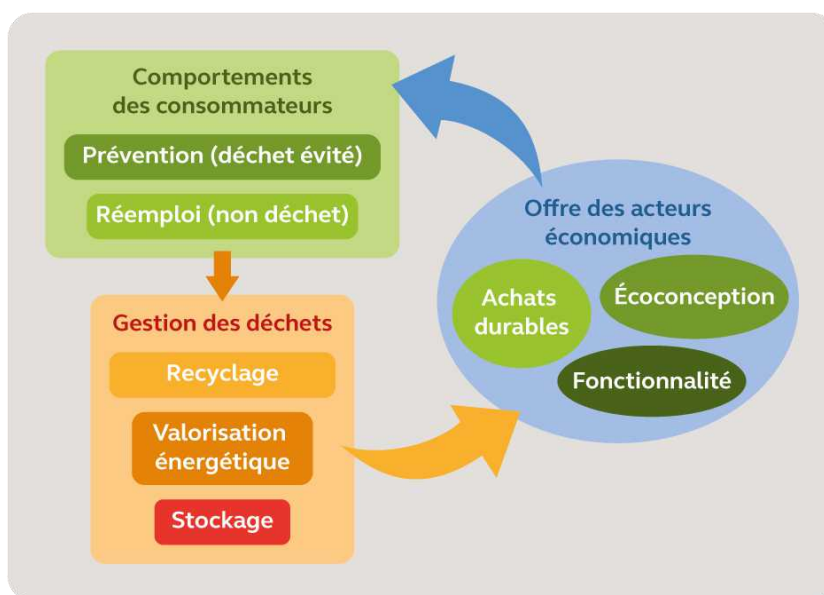 Comportements
des consommateurs
Prévention (déchet évité)
Réemploi (non déchet)
Gestion des déchets
Recyclage
Valorisation
énergétique
Stockage
Offre des acteurs
économiques
Achats
durables
Écoconception
Fonctionnalité